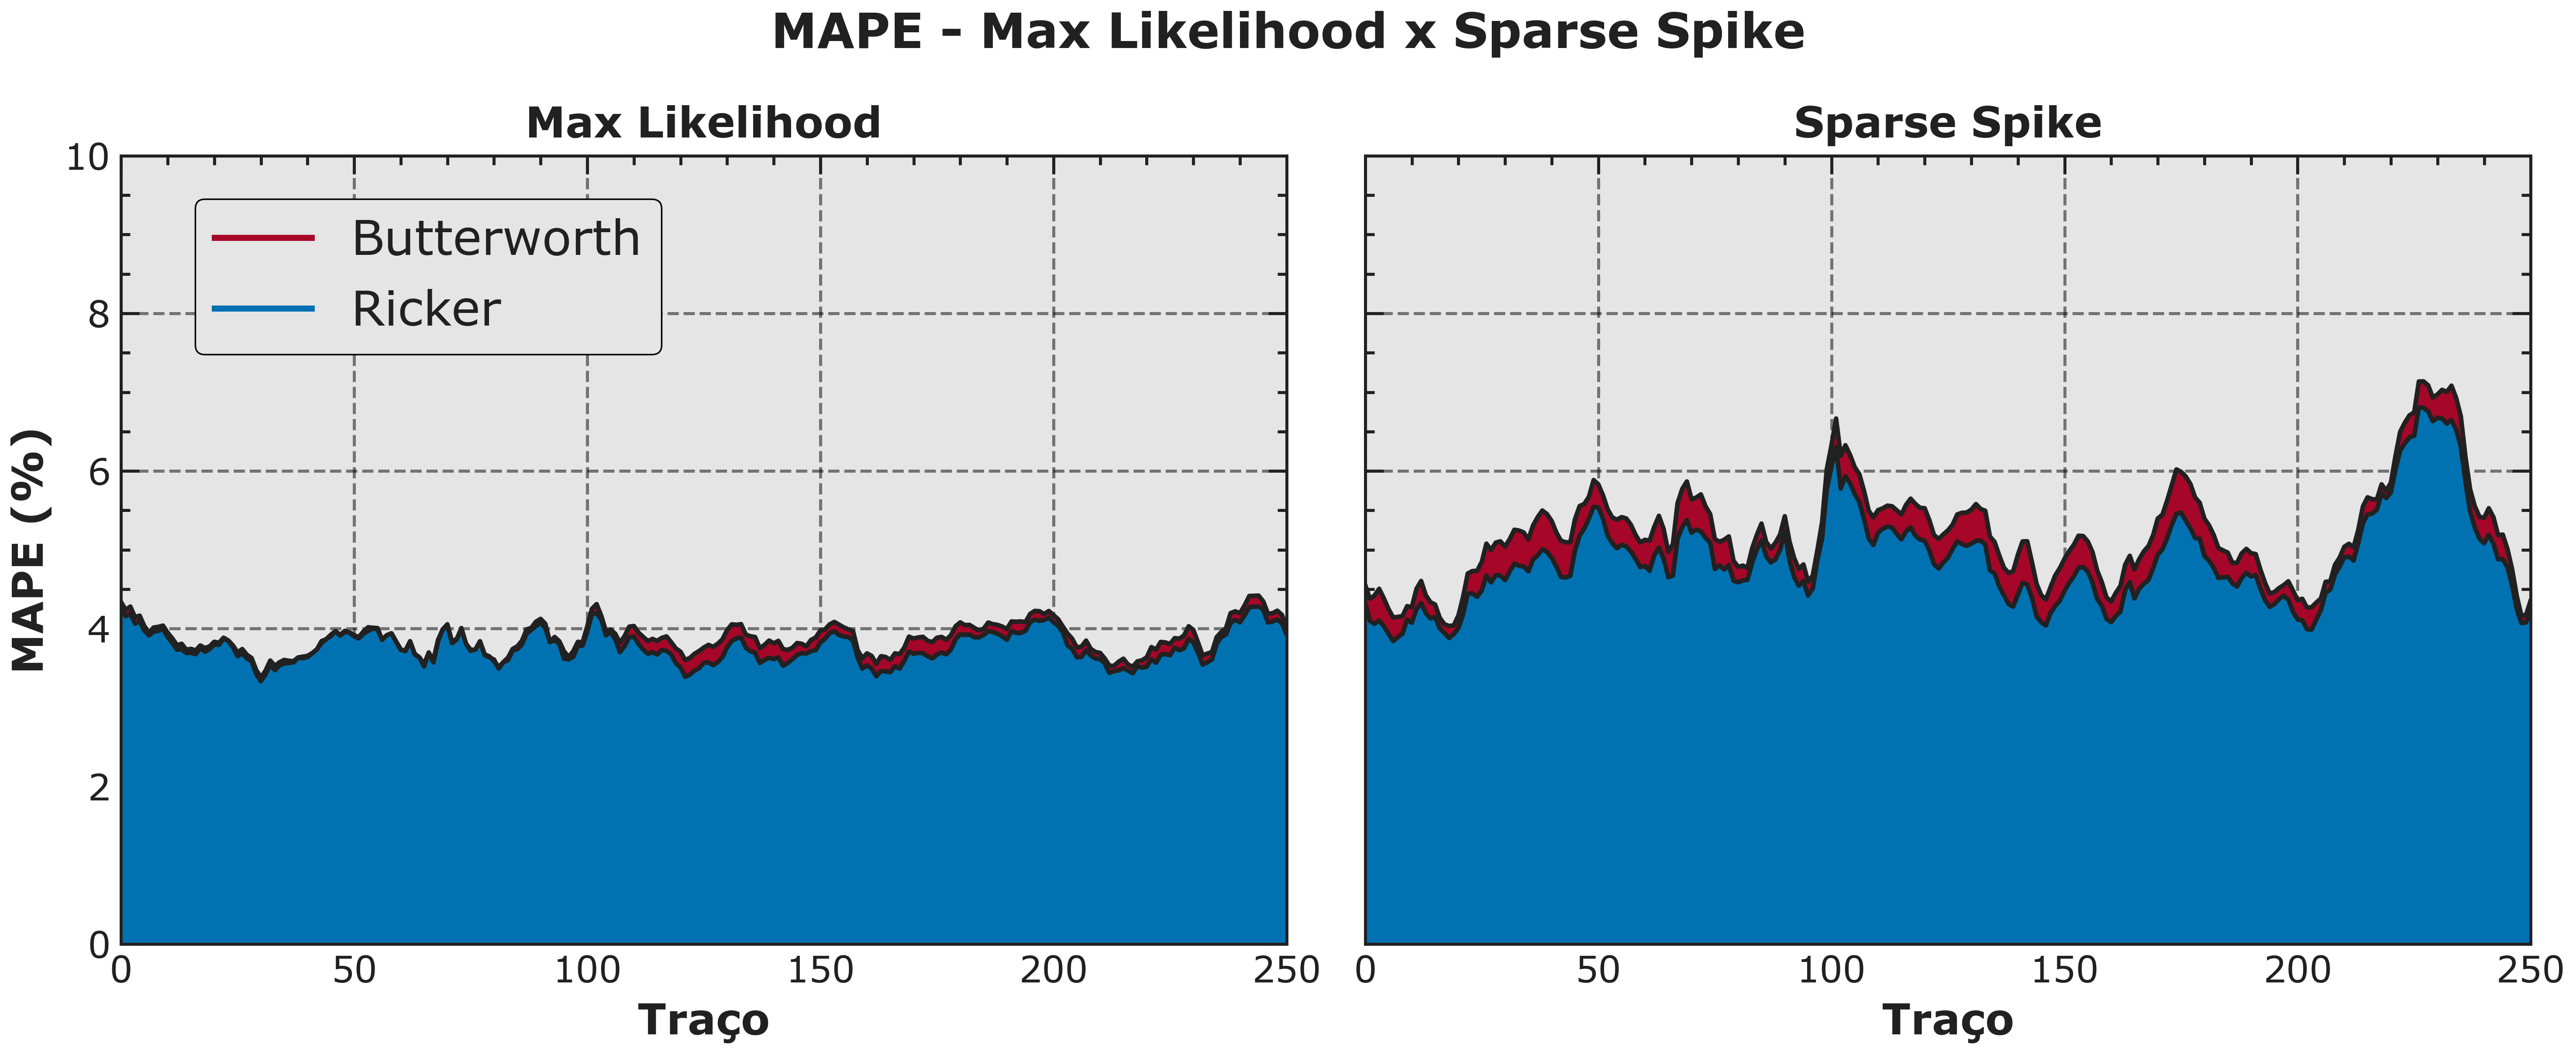 MAPE - Max Likelihood x Sparse Spike
Max Likelihood
Sparse Spike
MAPE (%)
10
8
6
4
2
0
Butterworth
Ricker
0 50 100 150 200 250
0 50 100 150 200 250
Traço
Traço